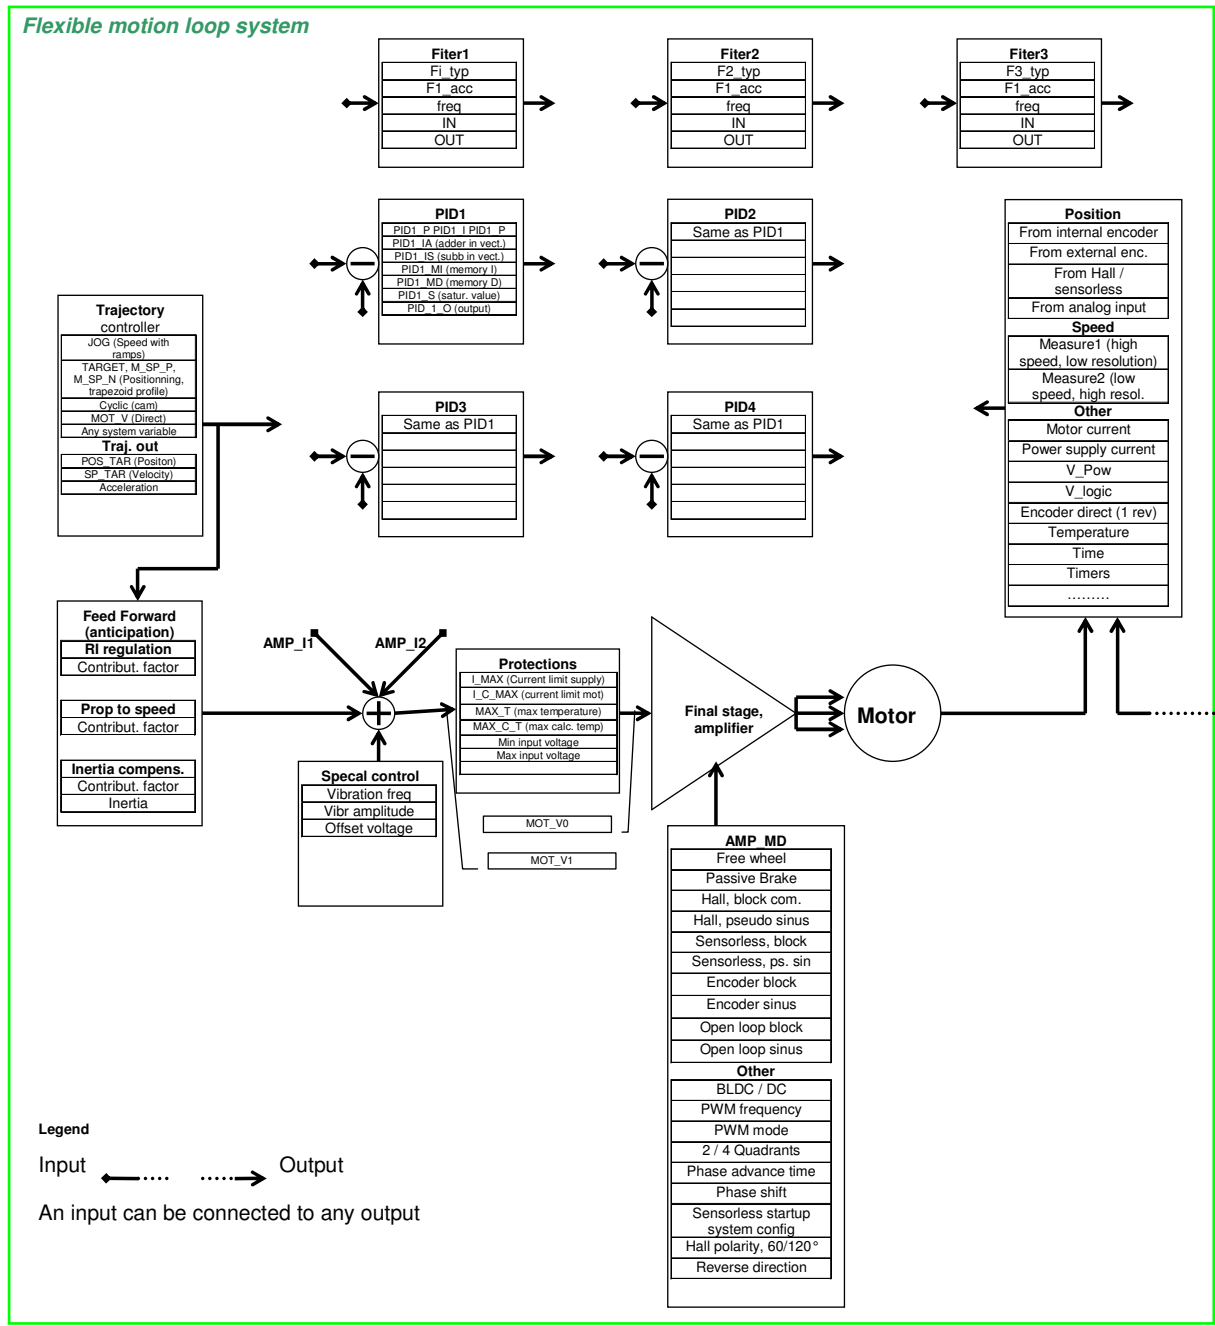 Flexible motion loop system
Fiter1
Fi_typ
F1_acc
freq
IN
OUT
Fiter2
F2_typ
F1_acc
freq
IN
OUT
Fiter3
F3_typ
F1_acc
freq
IN
OUT
PID1
PID1_P PID1_I PID1_P
PID1_IA (adder in vect.)
PID1_IS (subb in vect.)
PID1_MI (memory I)
PID1_MD (memory D)
PID1_S (satur. value)
PID_1_O (output)
PID2
Same as PID1
Position
From internal encoder
From external enc.
From Hall /
sensorless
From analog input
Speed
Measure1 (high
speed, low resolution)
Measure2 (low
speed, high resol.
Other
Motor current
Power supply current
V_Pow
V_logic
Encoder direct (1 rev)
Temperature
Time
Timers
.........
Trajectory
controller
JOG (Speed with
ramps)
TARGET, M_SP_P,
M_SP_N (Positionning,
trapezoid profile)
Cyclic (cam)
MOT_V (Direct)
Any system variable
Traj. out
POS_TAR (Positon)
SP_TAR (Velocity)
Acceleration
PID3
Same as PID1
PID4
Same as PID1
Feed Forward
(anticipation)
RI regulation
Contribut. factor
Prop to speed
Contribut. factor
Inertia compens.
Contribut. factor
Inertia
AMP_I1
AMP_I2
+
Specal control
Vibration freq
Vibr amplitude
Offset voltage
Protections
I_MAX (Current limit supply)
I_C_MAX (current limit mot)
MAX_T (max temperature)
MAX_C_T (max calc. temp)
Min input voltage
Max input voltage
MOT_V0
MOT_V1
Final stage,
amplifier
Motor
AMP_MD
Free wheel
Passive Brake
Hall, block com.
Hall, pseudo sinus
Sensorless, block
Sensorless, ps. sin
Encoder block
Encoder sinus
Open loop block
Open loop sinus
Other
BLDC / DC
PWM frequency
PWM mode
2 / 4 Quadrants
Phase advance time
Phase shift
Sensorless startup
system config
Hall polarity, 60/120°
Reverse direction
Legend
Input
Output
An input can be connected to any output